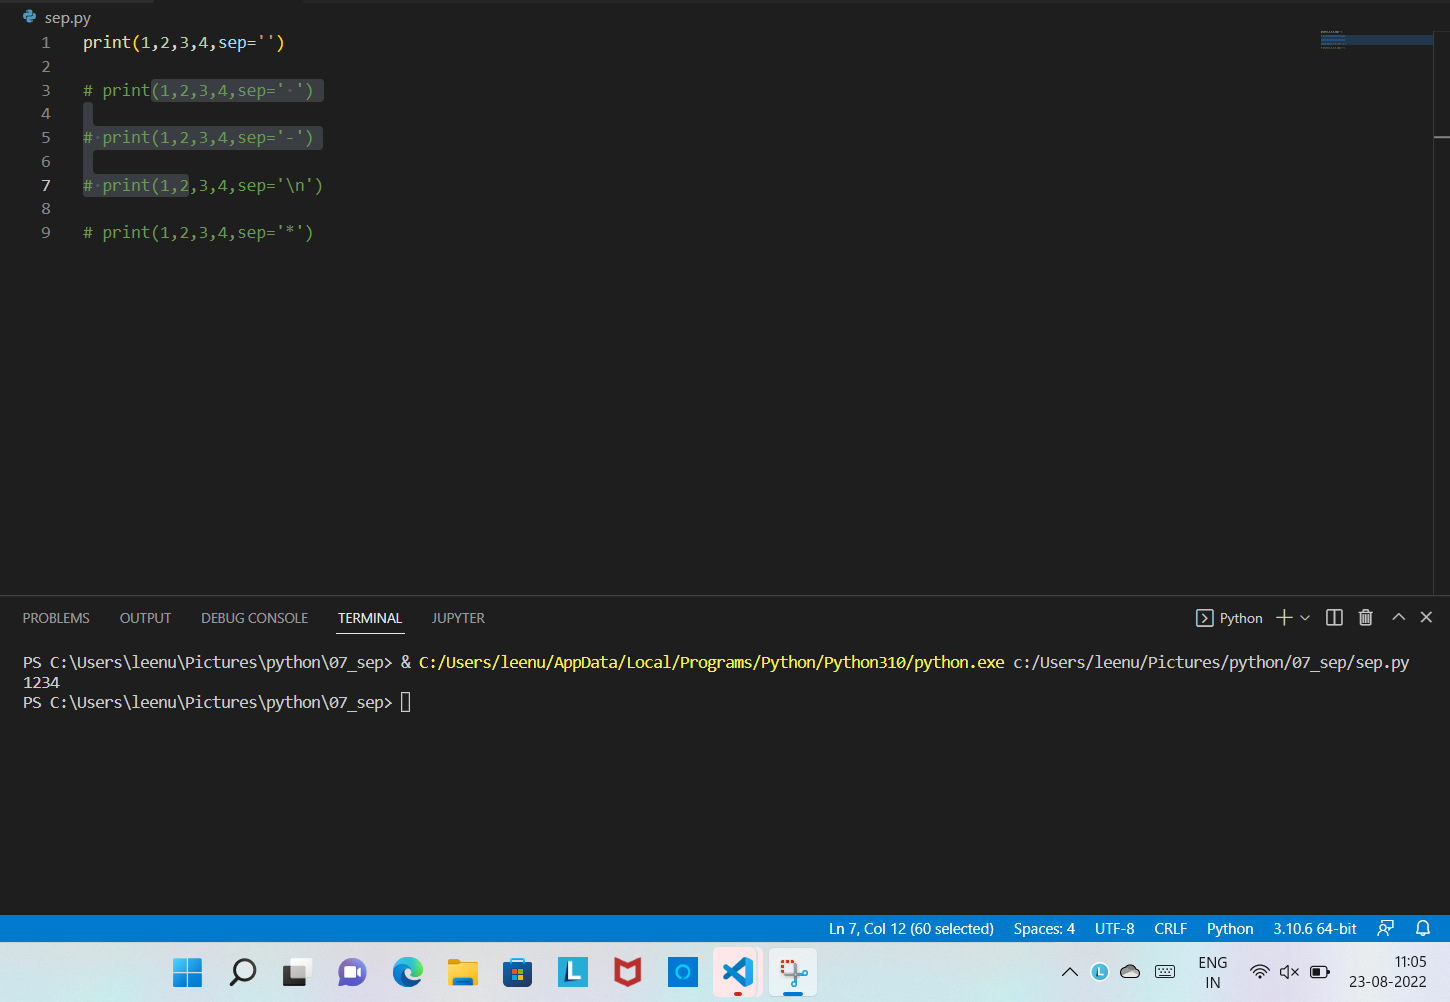 sep.py
1 print(1,2,3,4,sep='')
2
3 # print(1,2,3,4,sep=' ')
4
5 # print(1,2,3,4,sep='-')
6
7 # print(1,2,3,4,sep='\n')
8
9 # print(1,2,3,4,sep='*')
PROBLEMS OUTPUT DEBUG CONSOLE TERMINAL JUPYTER Python
PS C:\Users\leenu\Pictures\python\07_sep> & C:/Users/leenu/AppData/Local/Programs/Python/Python310/python.exe c:/Users/leenu/Pictures/python/07_sep/sep.py
1234
PS C:\Users\leenu\Pictures\python\07_sep>
Ln 7, Col 12 (60 selected) Spaces: 4 UTF-8 CRLF Python 3.10.6 64-bit
L L ENG 11:05
IN 23-08-2022